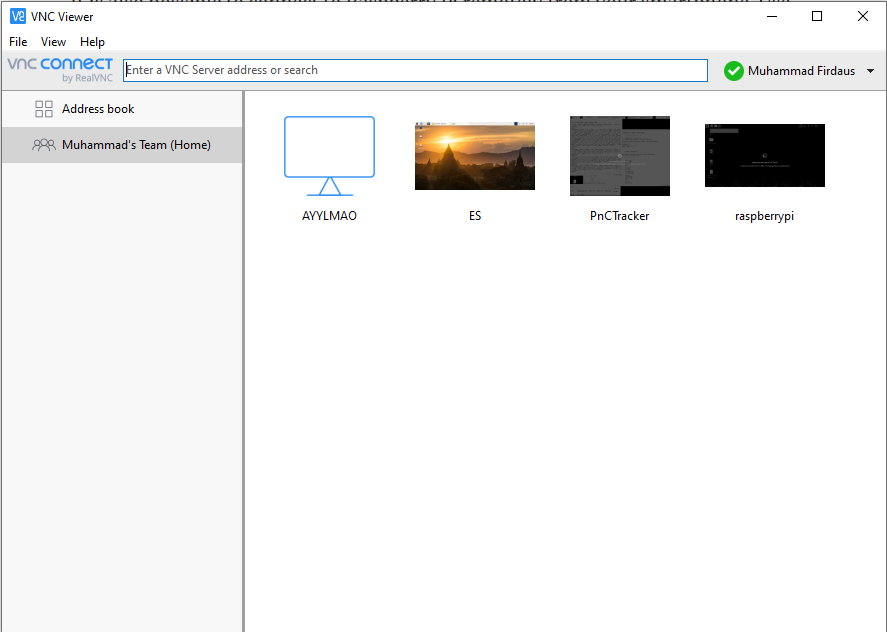 VNC Viewer
File View Help
vnc connect
by RealVNC
Enter a VNC Server address or search
Muhammad Firdaus
Address book
Muhammad's Team (Home)
AYYLMAO
ES
PnCTracker
raspberrypi